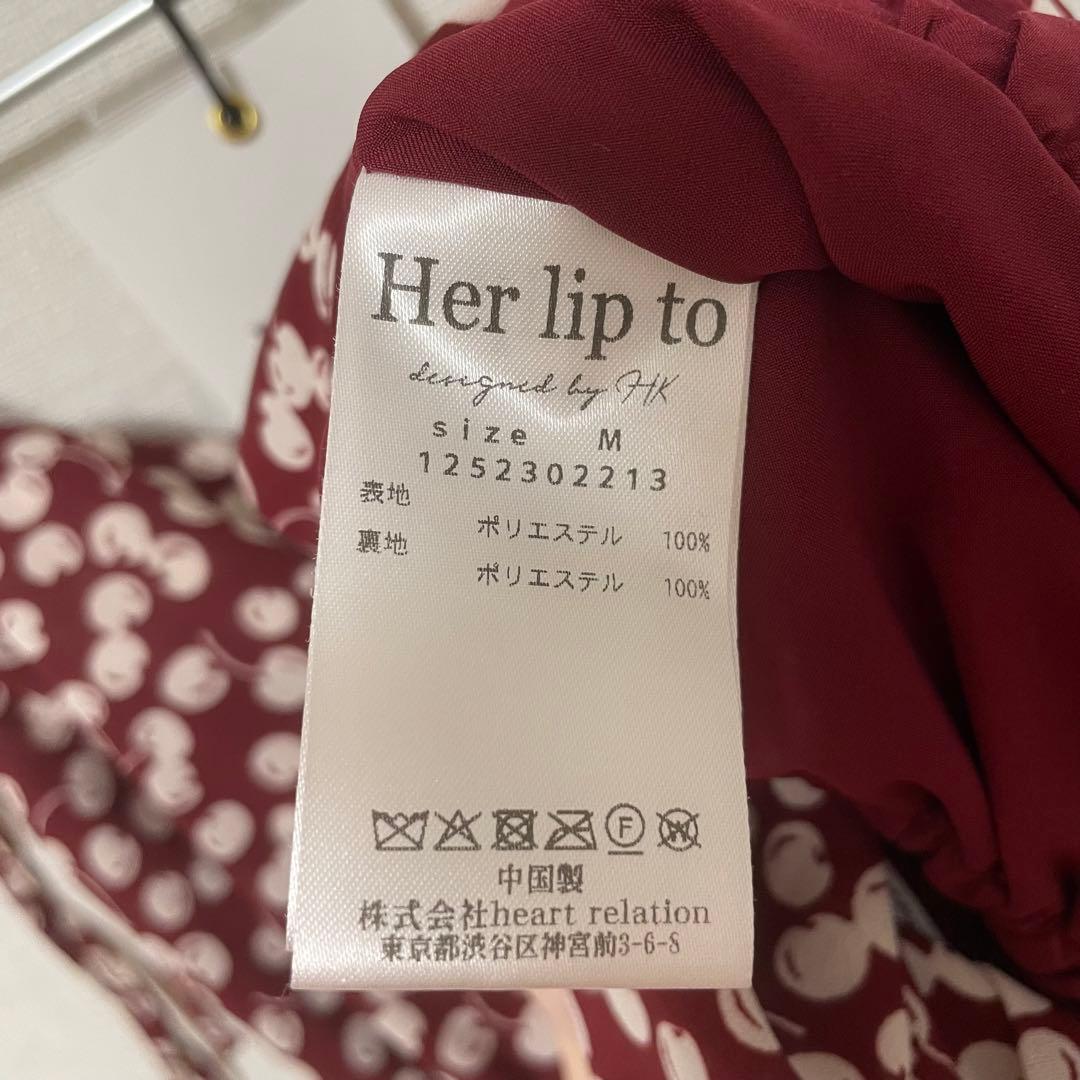 Her lip to
designed by HK
size M
1252302213
表地
ポリエステル 100%
裏地
ポリエステル 100%
F
W
中国製
株式会社heart relation
東京都渋谷区神宮前3-6-8